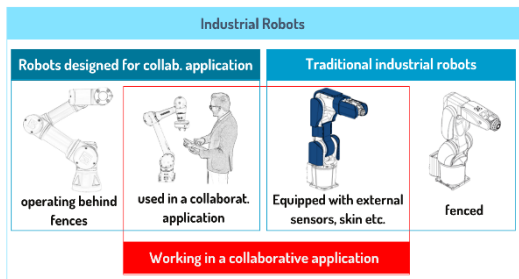 Industrial Robots
Robots designed for collab. application
Traditional industrial robots
operating behind
fences
used in a collaborat.
application
Equipped with external
sensors, skin etc.
fenced
Working in a collaborative application